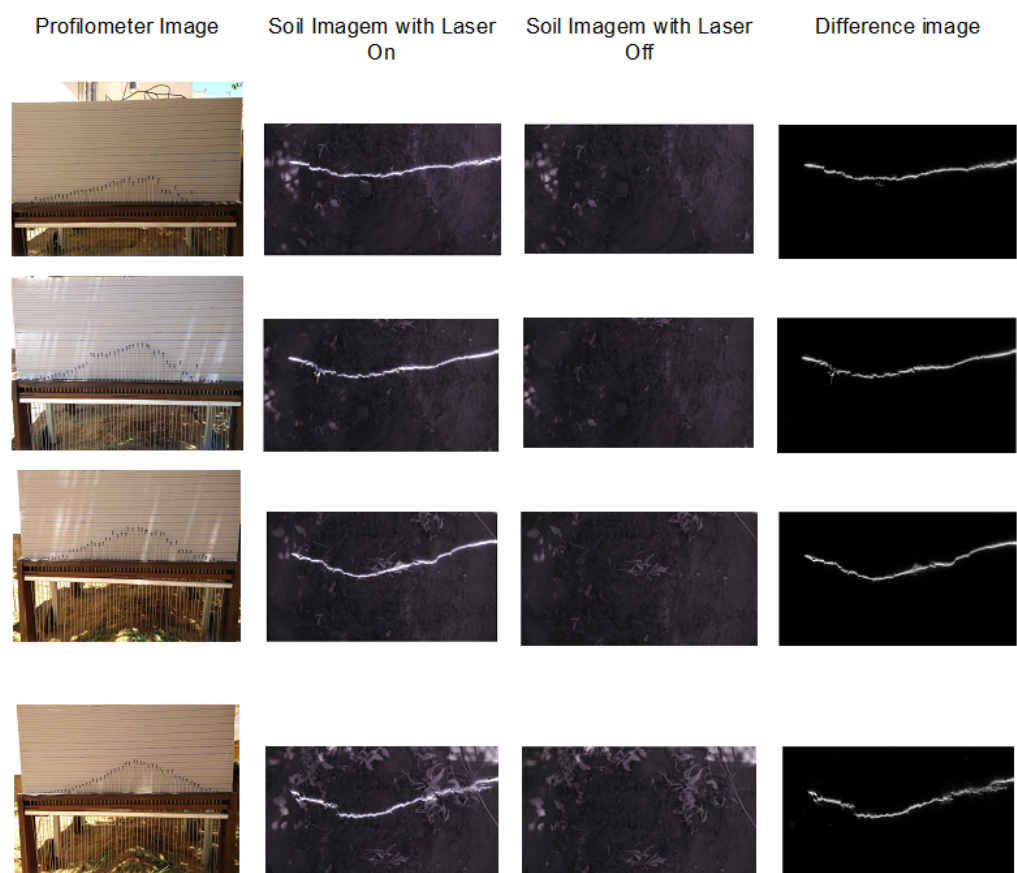 Profilometer Image
Soil Imagem with Laser
On
Soil Imagem with Laser
Off
Difference image